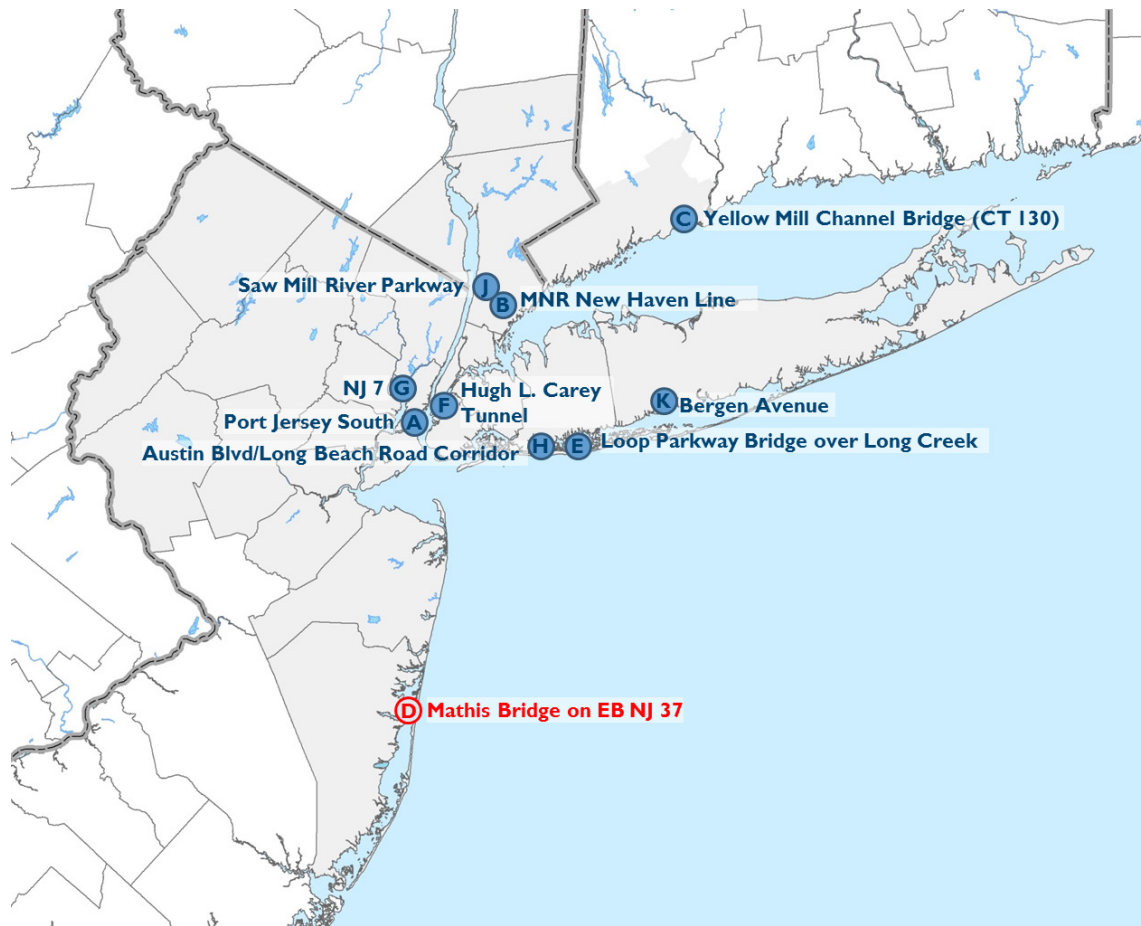 C Yellow Mill Channel Bridge (CT 130)
Saw Mill River Parkway J
B MNR New Haven Line
NJ 7 G
F Hugh L. Carey
Tunnel
K Bergen Avenue
Port Jersey South A
Austin Blvd/Long Beach Road Corridor H
E Loop Parkway Bridge over Long Creek
D Mathis Bridge on EB NJ 37